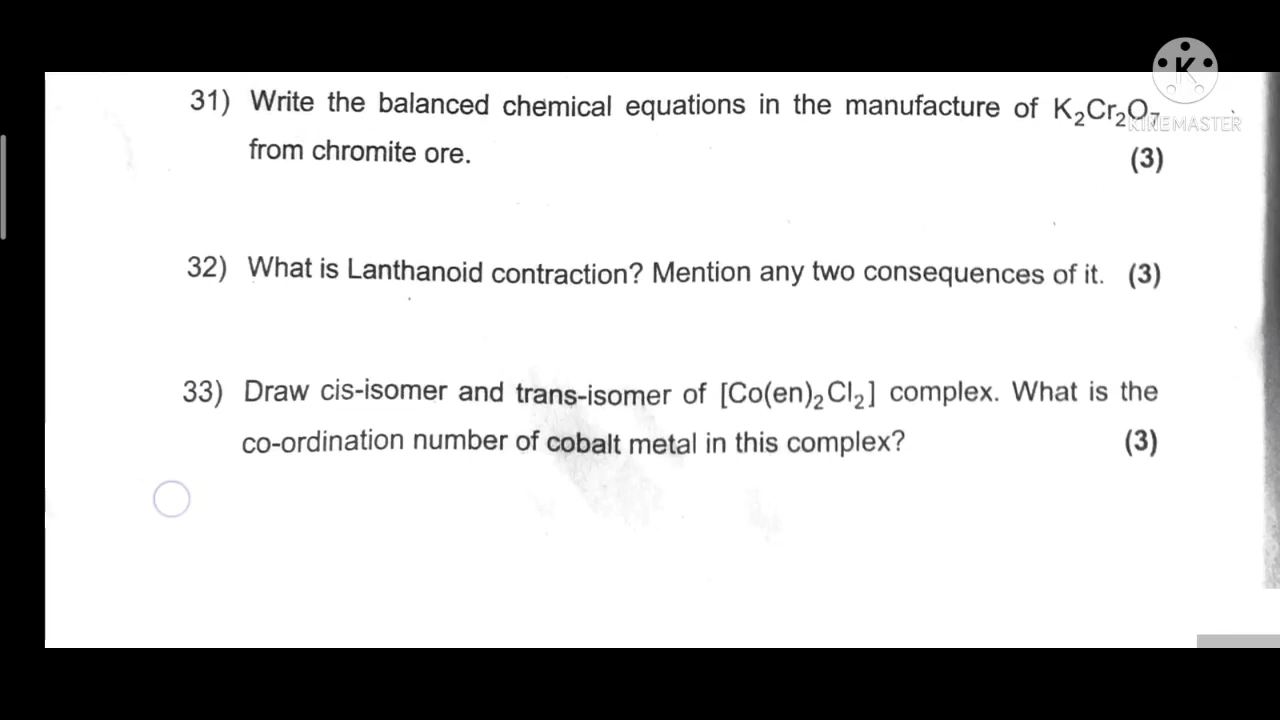 K
KINEMASTER
31) Write the balanced chemical equations in the manufacture of K₂Cr₂O₇
from chromite ore. (3)
32) What is Lanthanoid contraction? Mention any two consequences of it. (3)
33) Draw cis-isomer and trans-isomer of [Co(en)₂Cl₂] complex. What is the
co-ordination number of cobalt metal in this complex? (3)